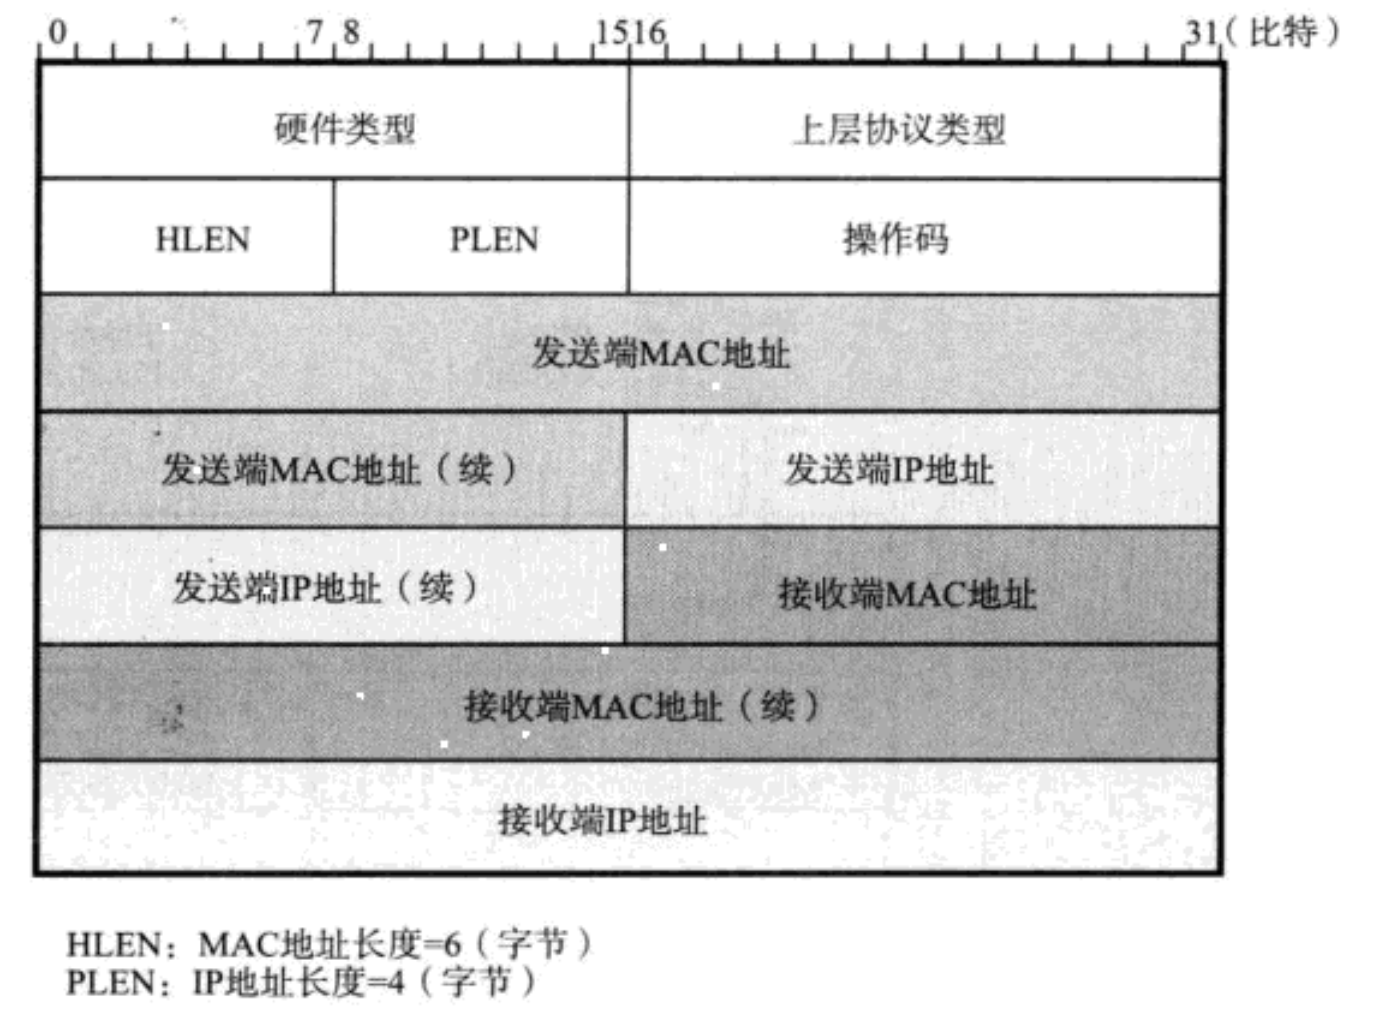 0 7 8 1516 31(比特)
硬件类型 上层协议类型
HLEN PLEN 操作码
发送端MAC地址
发送端MAC地址(续) 发送端IP地址
发送端IP地址(续) 接收端MAC地址
接收端MAC地址(续)
接收端IP地址
HLEN:MAC地址长度=6(字节)
PLEN:IP地址长度=4(字节)